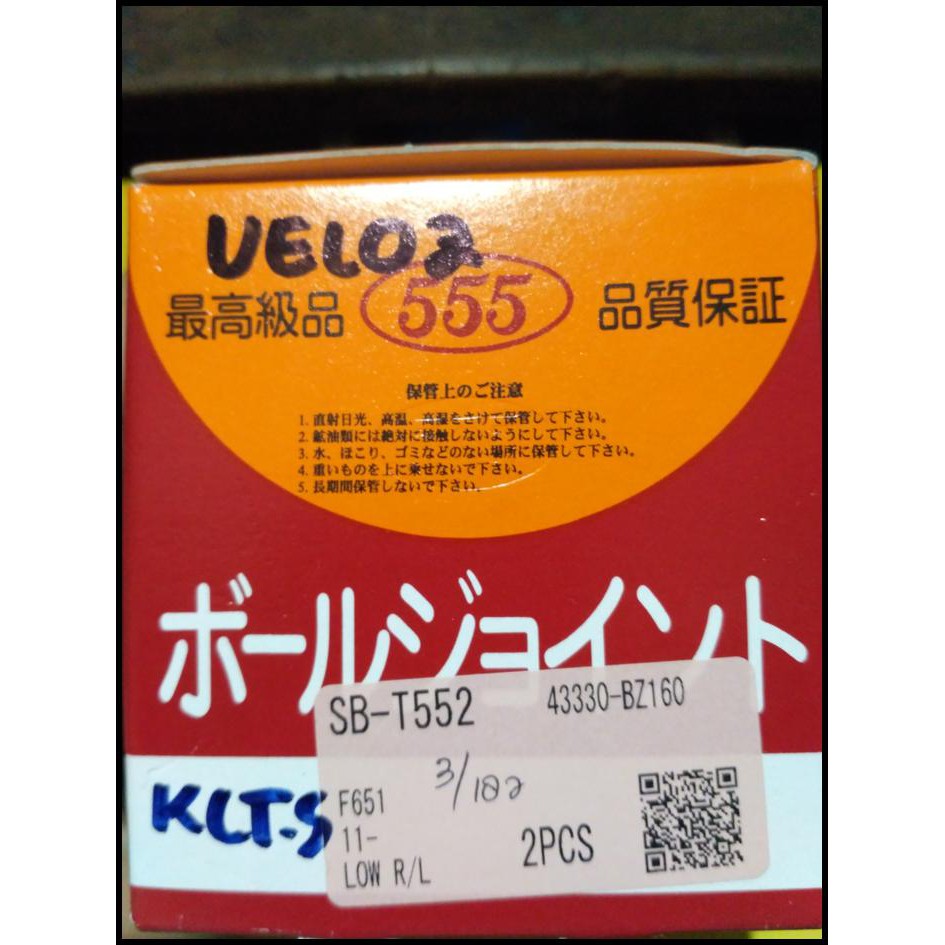 VELOZ
最高級品 555 品質保証
保管上のご注意
1. 直射日光、高温、高湿をさけて保管して下さい。
2. 鉱油類には絶対に接触しないようにして下さい。
3. 水、ほこり、ゴミなどのない場所に保管して下さい。
4. 重いものを上に乗せないで下さい。
5. 長期間保管しないで下さい。
ボールジョイント
SB-T552 43330-BZ160
3/182
KLT-S
F651
11-
LOW R/L 2PCS